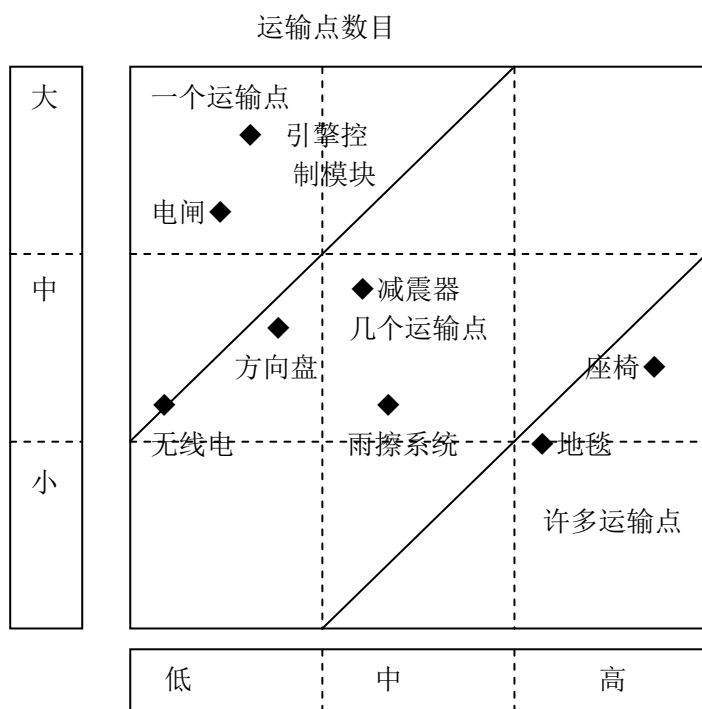 运输点数目
大
一个运输点
引擎控
制模块
电闸
中
减震器
几个运输点
方向盘
座椅
无线电
雨擦系统
地毯
小
许多运输点
低
中
高